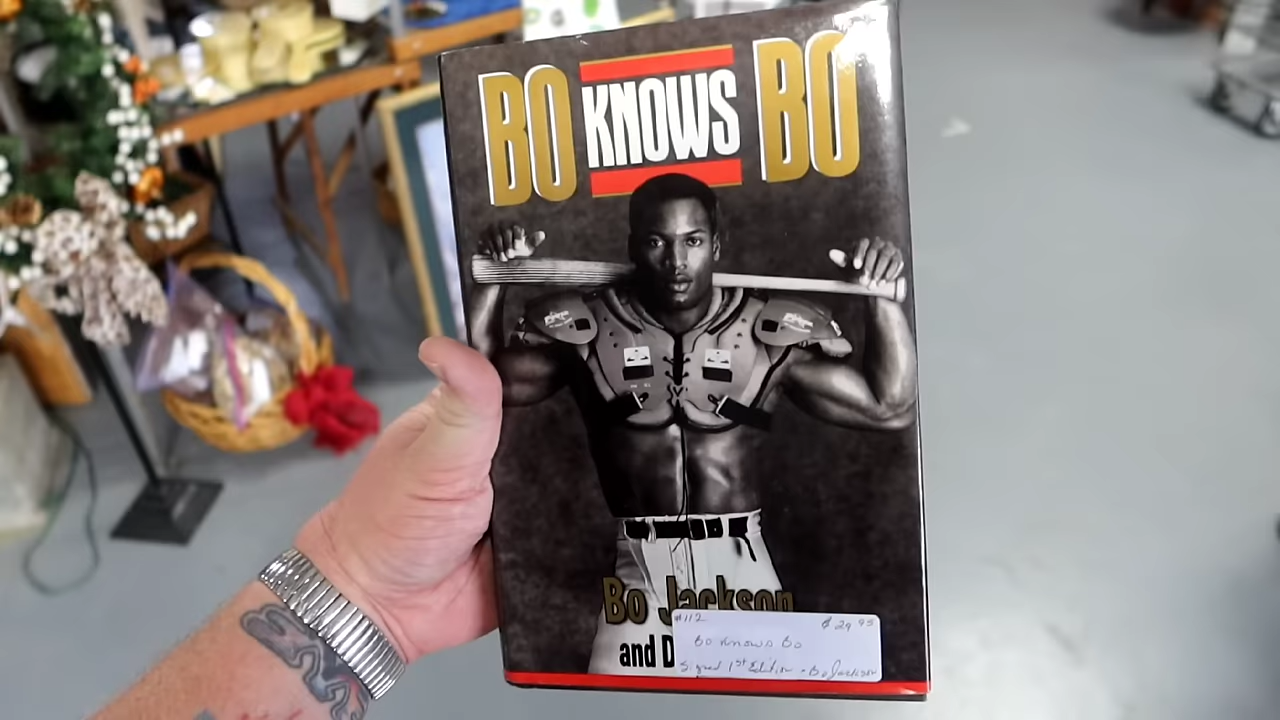 BO KNOWS BO
Bo Jackson
and D
#112 $29.95
Bo Knows Bo
Signed 1st Edition - Bo Jackson